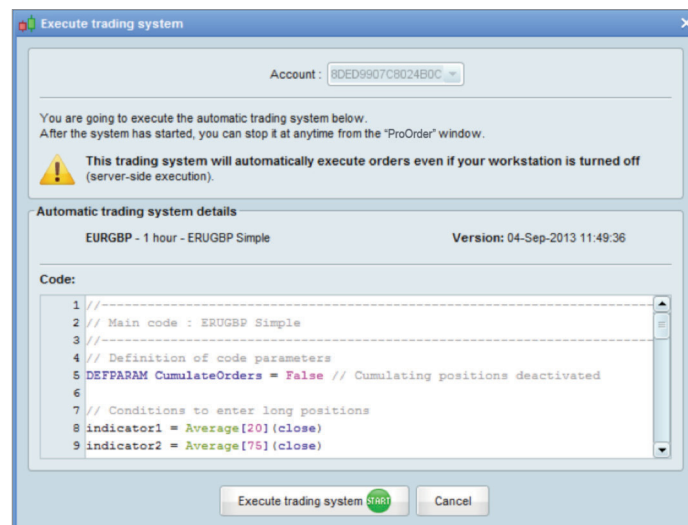 Execute trading system
Account : 8DED9907C8024B0C
You are going to execute the automatic trading system below.
After the system has started, you can stop it at anytime from the "ProOrder" window.
This trading system will automatically execute orders even if your workstation is turned off
(server-side execution).
Automatic trading system details
EURGBP - 1 hour - ERUGBP Simple Version: 04-Sep-2013 11:49:36
Code:
1 //------------------------------------------------------------------------
2 // Main code : ERUGBP Simple
3 //------------------------------------------------------------------------
4 // Definition of code parameters
5 DEFPARAM CumulateOrders = False // Cumulating positions deactivated
6
7 // Conditions to enter long positions
8 indicator1 = Average[20](close)
9 indicator2 = Average[75](close)
Execute trading system START Cancel